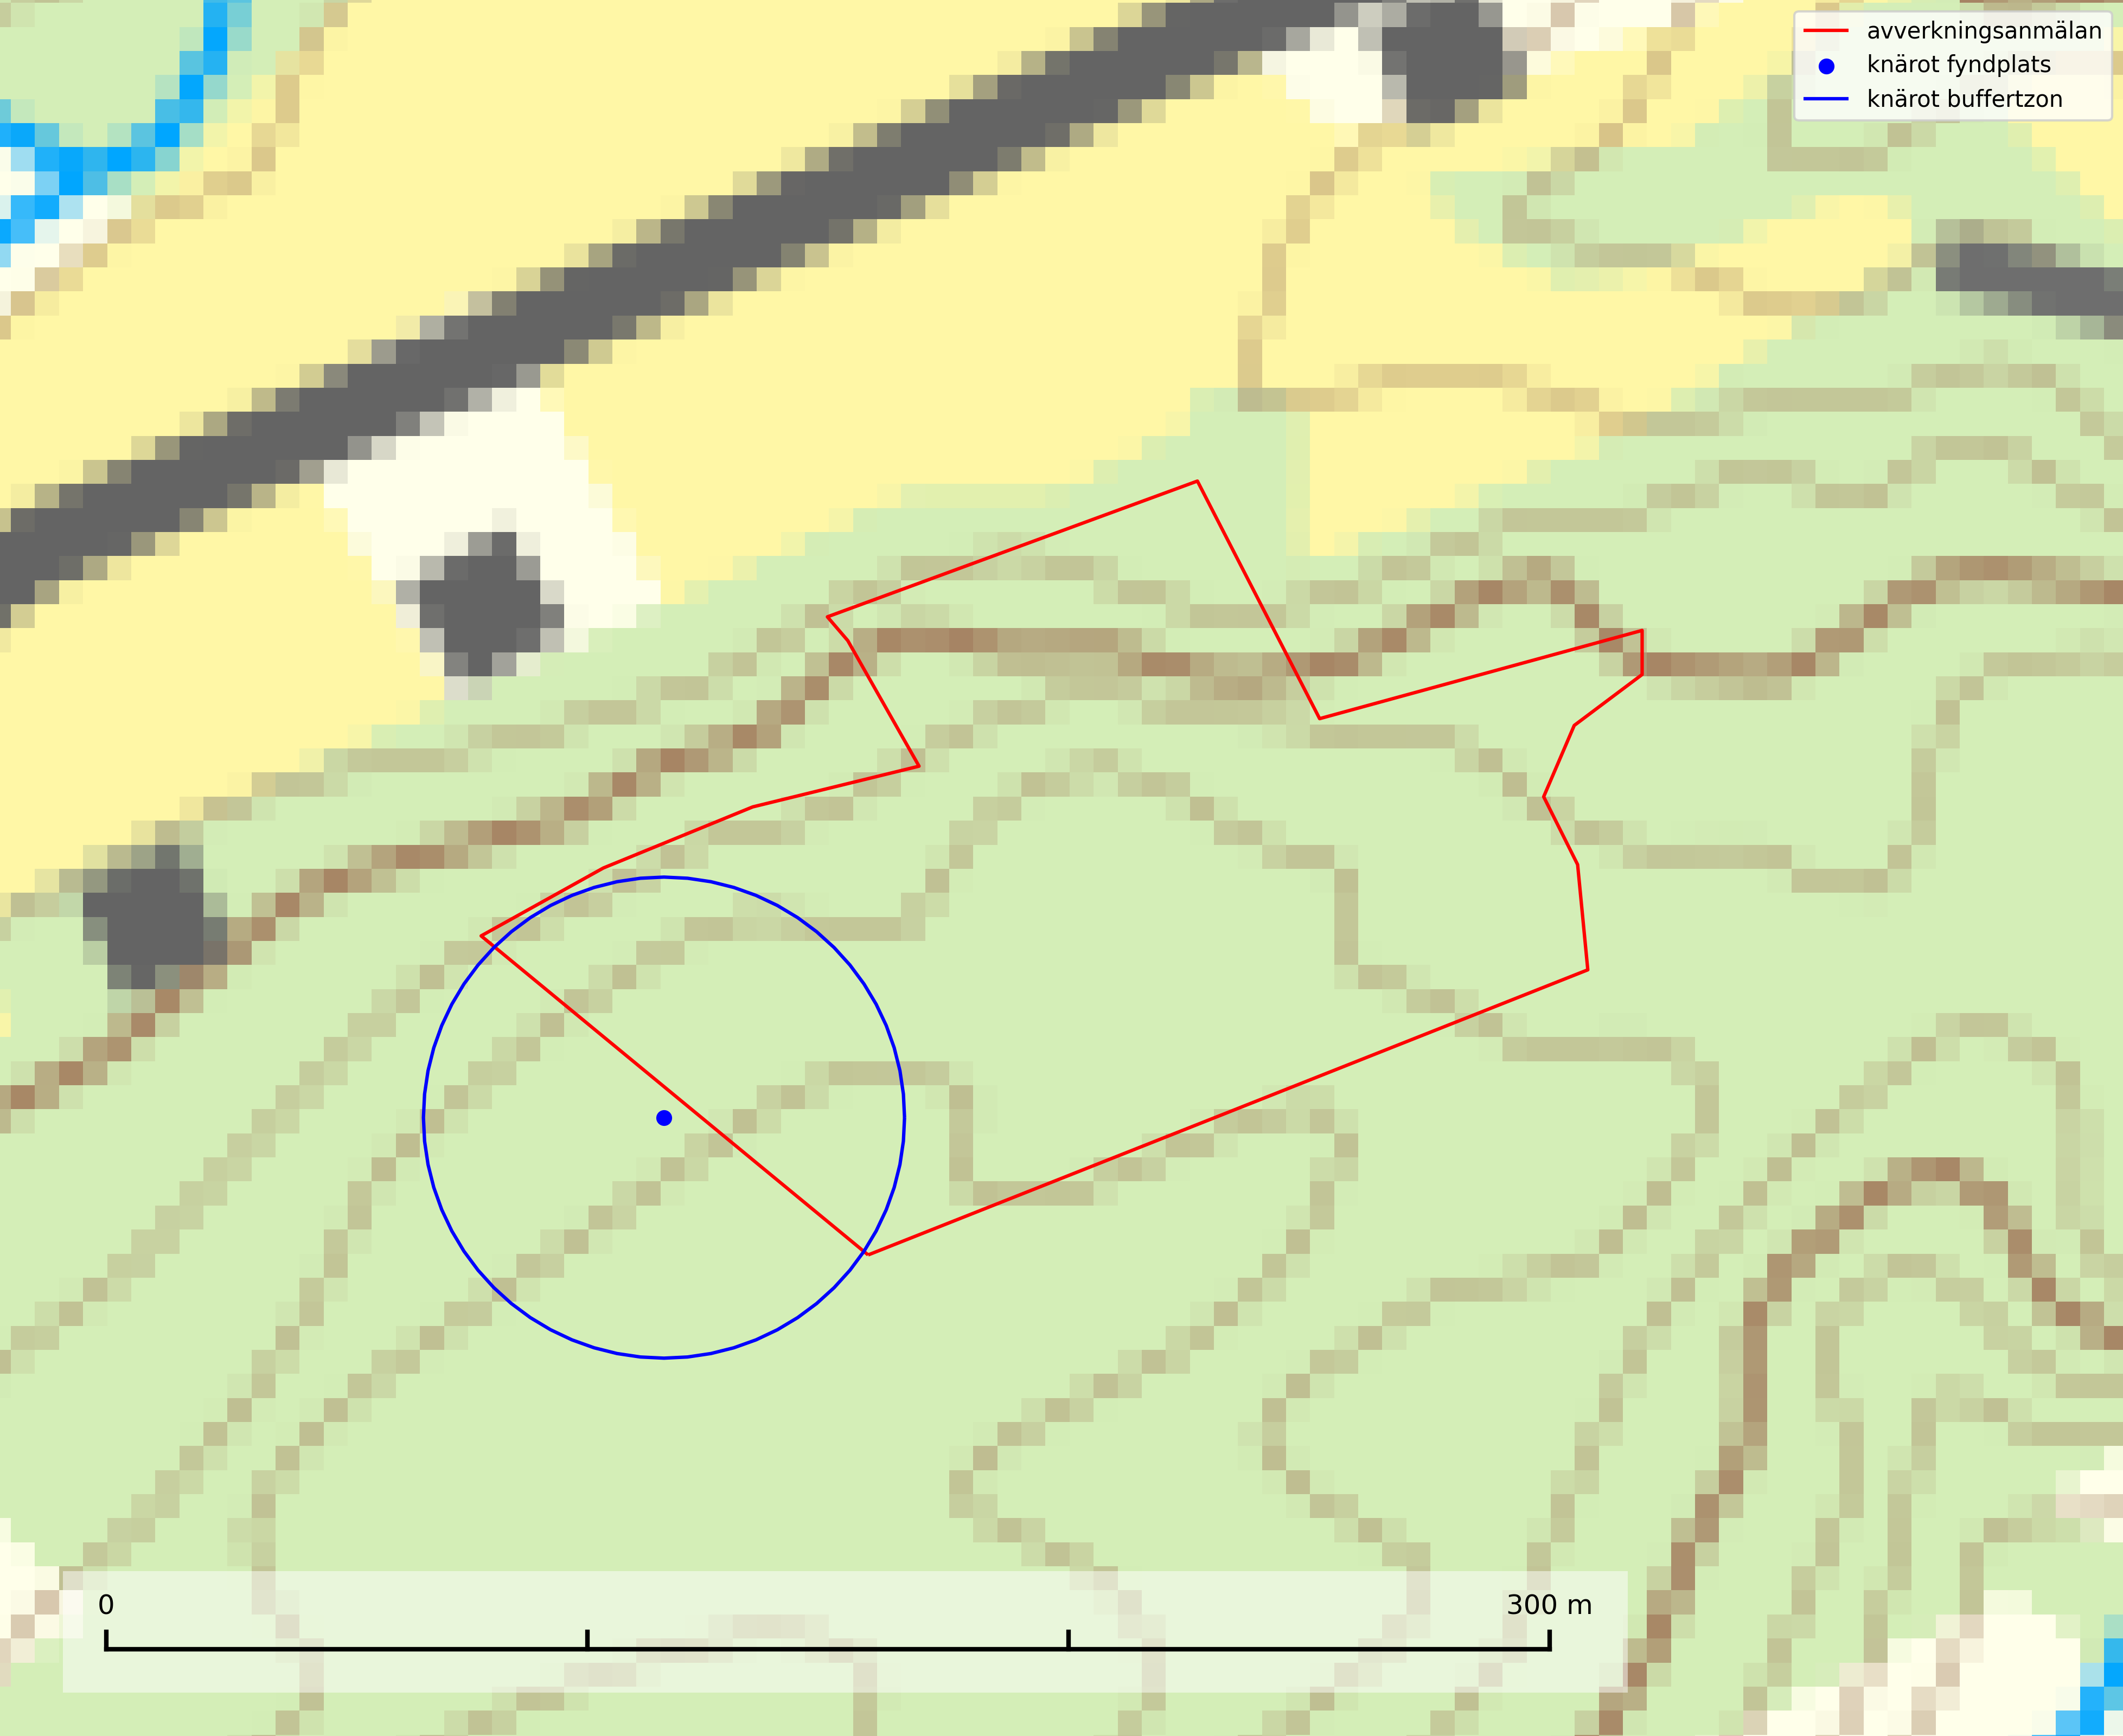 avverkningsanmälan
knärot fyndplats
knärot buffertzon
0
300 m